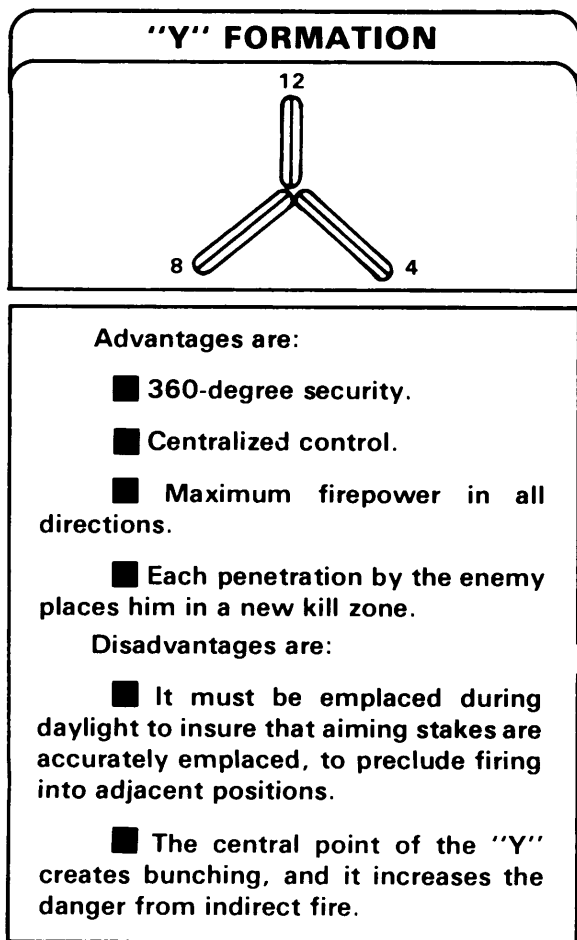 "Y" FORMATION
12
8
4
Advantages are:
■ 360-degree security.
■ Centralized control.
■ Maximum firepower in all
directions.
■ Each penetration by the enemy
places him in a new kill zone.
Disadvantages are:
■ It must be emplaced during
daylight to insure that aiming stakes are
accurately emplaced, to preclude firing
into adjacent positions.
■ The central point of the "Y"
creates bunching, and it increases the
danger from indirect fire.